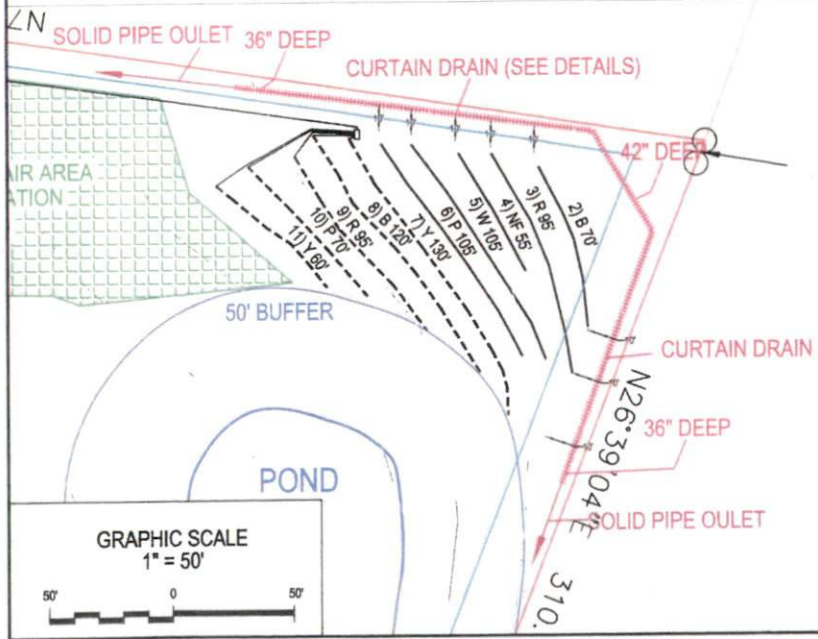 N7
SOLID PIPE OULET
36" DEEP
CURTAIN DRAIN (SEE DETAILS)
42" DEEP
AIR AREA
ATION
2) B 70'
3) R 95'
4) NF 55'
5) W 105'
6) P 105'
7) Y 130'
8) B 120'
9) R 95'
10) P 70'
11) Y 60'
50' BUFFER
CURTAIN DRAIN
N26°39'04"E
310.
36" DEEP
SOLID PIPE OULET
POND
GRAPHIC SCALE
1" = 50'
50' 0 50'